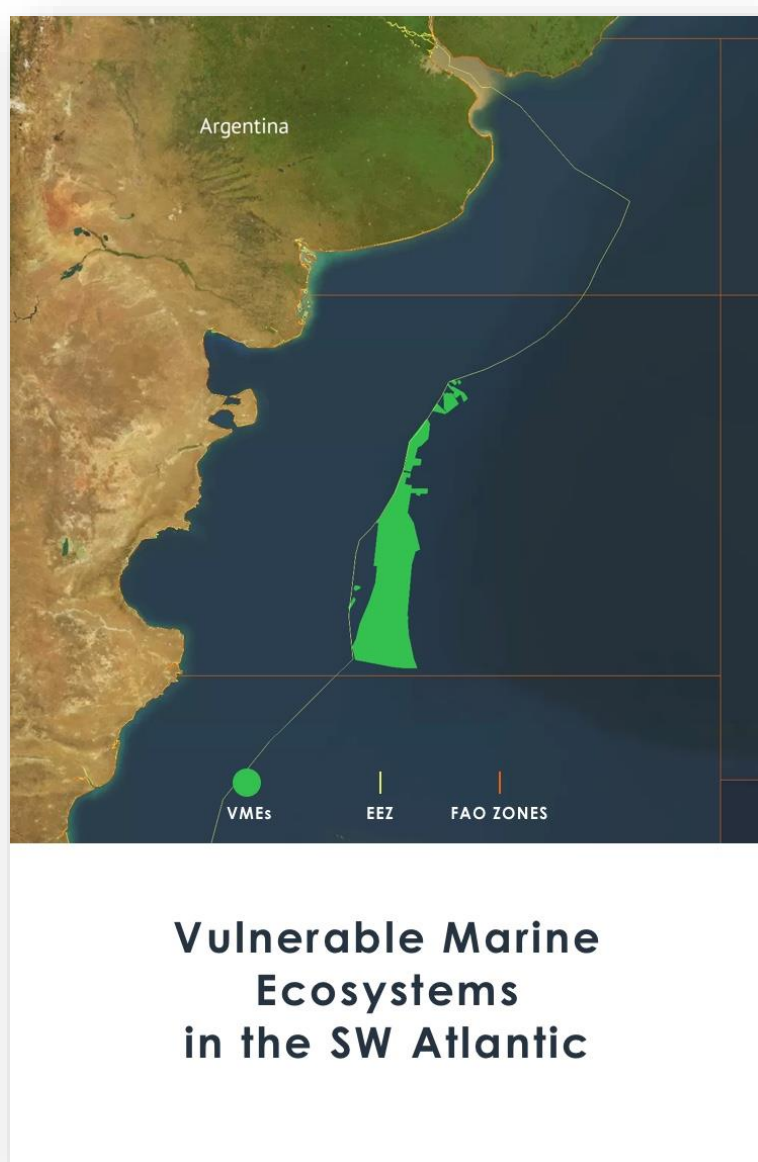 Argentina
VMEs EEZ FAO ZONES
Vulnerable Marine
Ecosystems
in the SW Atlantic